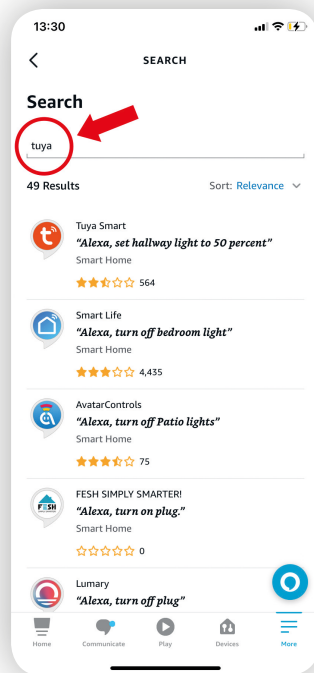 13:30
SEARCH
Search
tuya
49 Results Sort: Relevance
Tuya Smart
“Alexa, set hallway light to 50 percent”
Smart Home
564
Smart Life
“Alexa, turn off bedroom light”
Smart Home
4,435
AvatarControls
“Alexa, turn off Patio lights”
Smart Home
75
FESH
FESH SIMPLY SMARTER!
“Alexa, turn on plug.”
Smart Home
0
Lumary
“Alexa, turn off plug”
Home Communicate Play Devices More